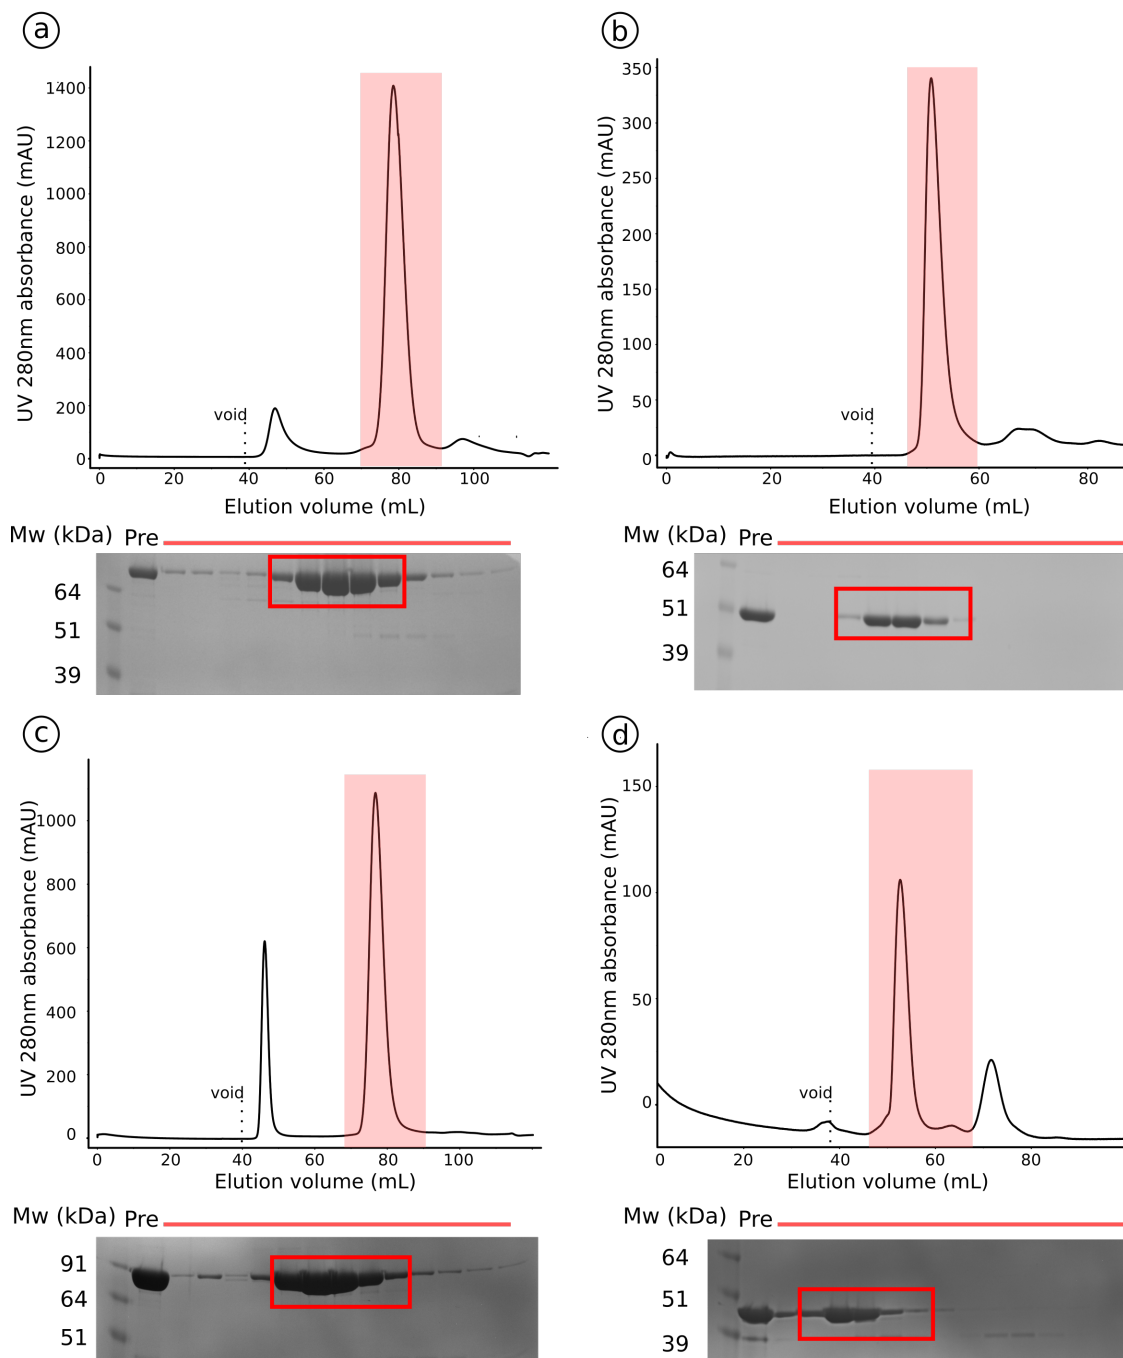 a
UV 280nm absorbance (mAU)
1400
1200
1000
800
600
400
200
0
void
0 20 40 60 80 100
Elution volume (mL)
Mw (kDa) Pre
64
51
39
b
UV 280nm absorbance (mAU)
350
300
250
200
150
100
50
0
void
0 20 40 60
Elution volume (mL)
Mw (kDa) Pre
64
51
39
c
UV 280nm absorbance (mAU)
1000
800
600
400
200
0
void
0 20 40 60 80 100
Elution volume (mL)
Mw (kDa) Pre
91
64
51
d
UV 280nm absorbance (mAU)
150
100
50
0
void
0 20 40 60 80
Elution volume (mL)
Mw (kDa) Pre
64
51
39